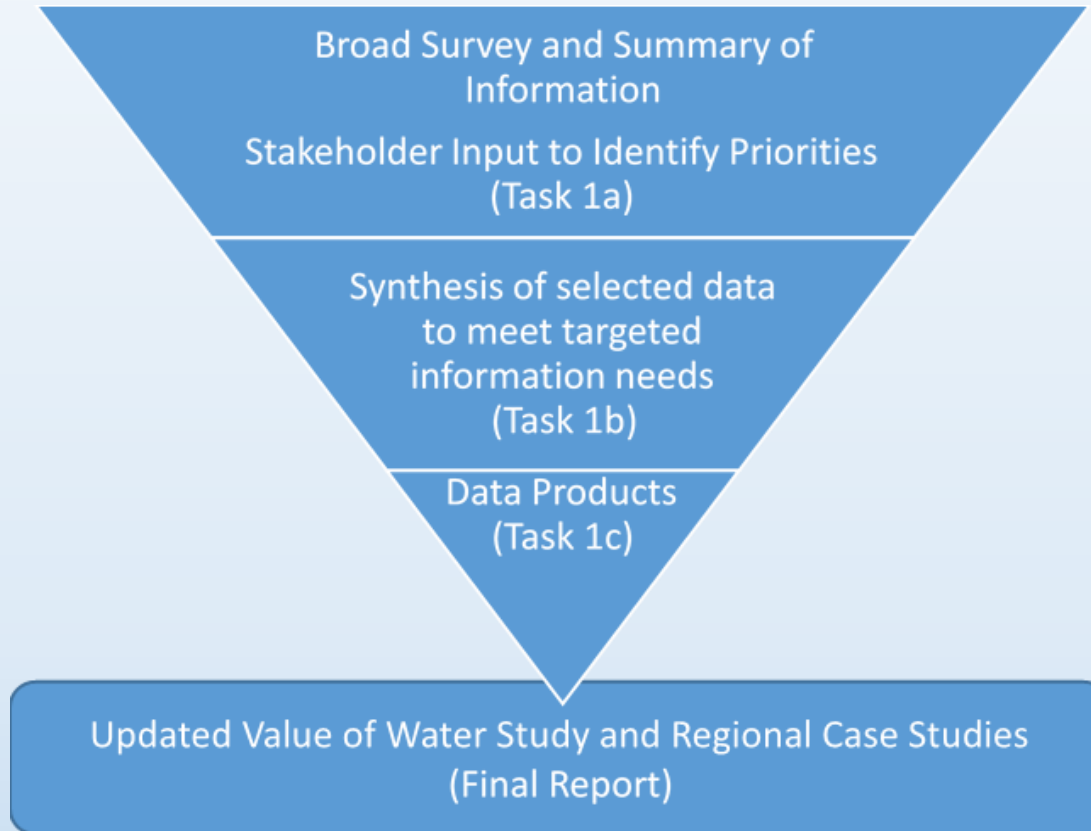 Broad Survey and Summary of
Information
Stakeholder Input to Identify Priorities
(Task 1a)
Synthesis of selected data
to meet targeted
information needs
(Task 1b)
Data Products
(Task 1c)
Updated Value of Water Study and Regional Case Studies
(Final Report)